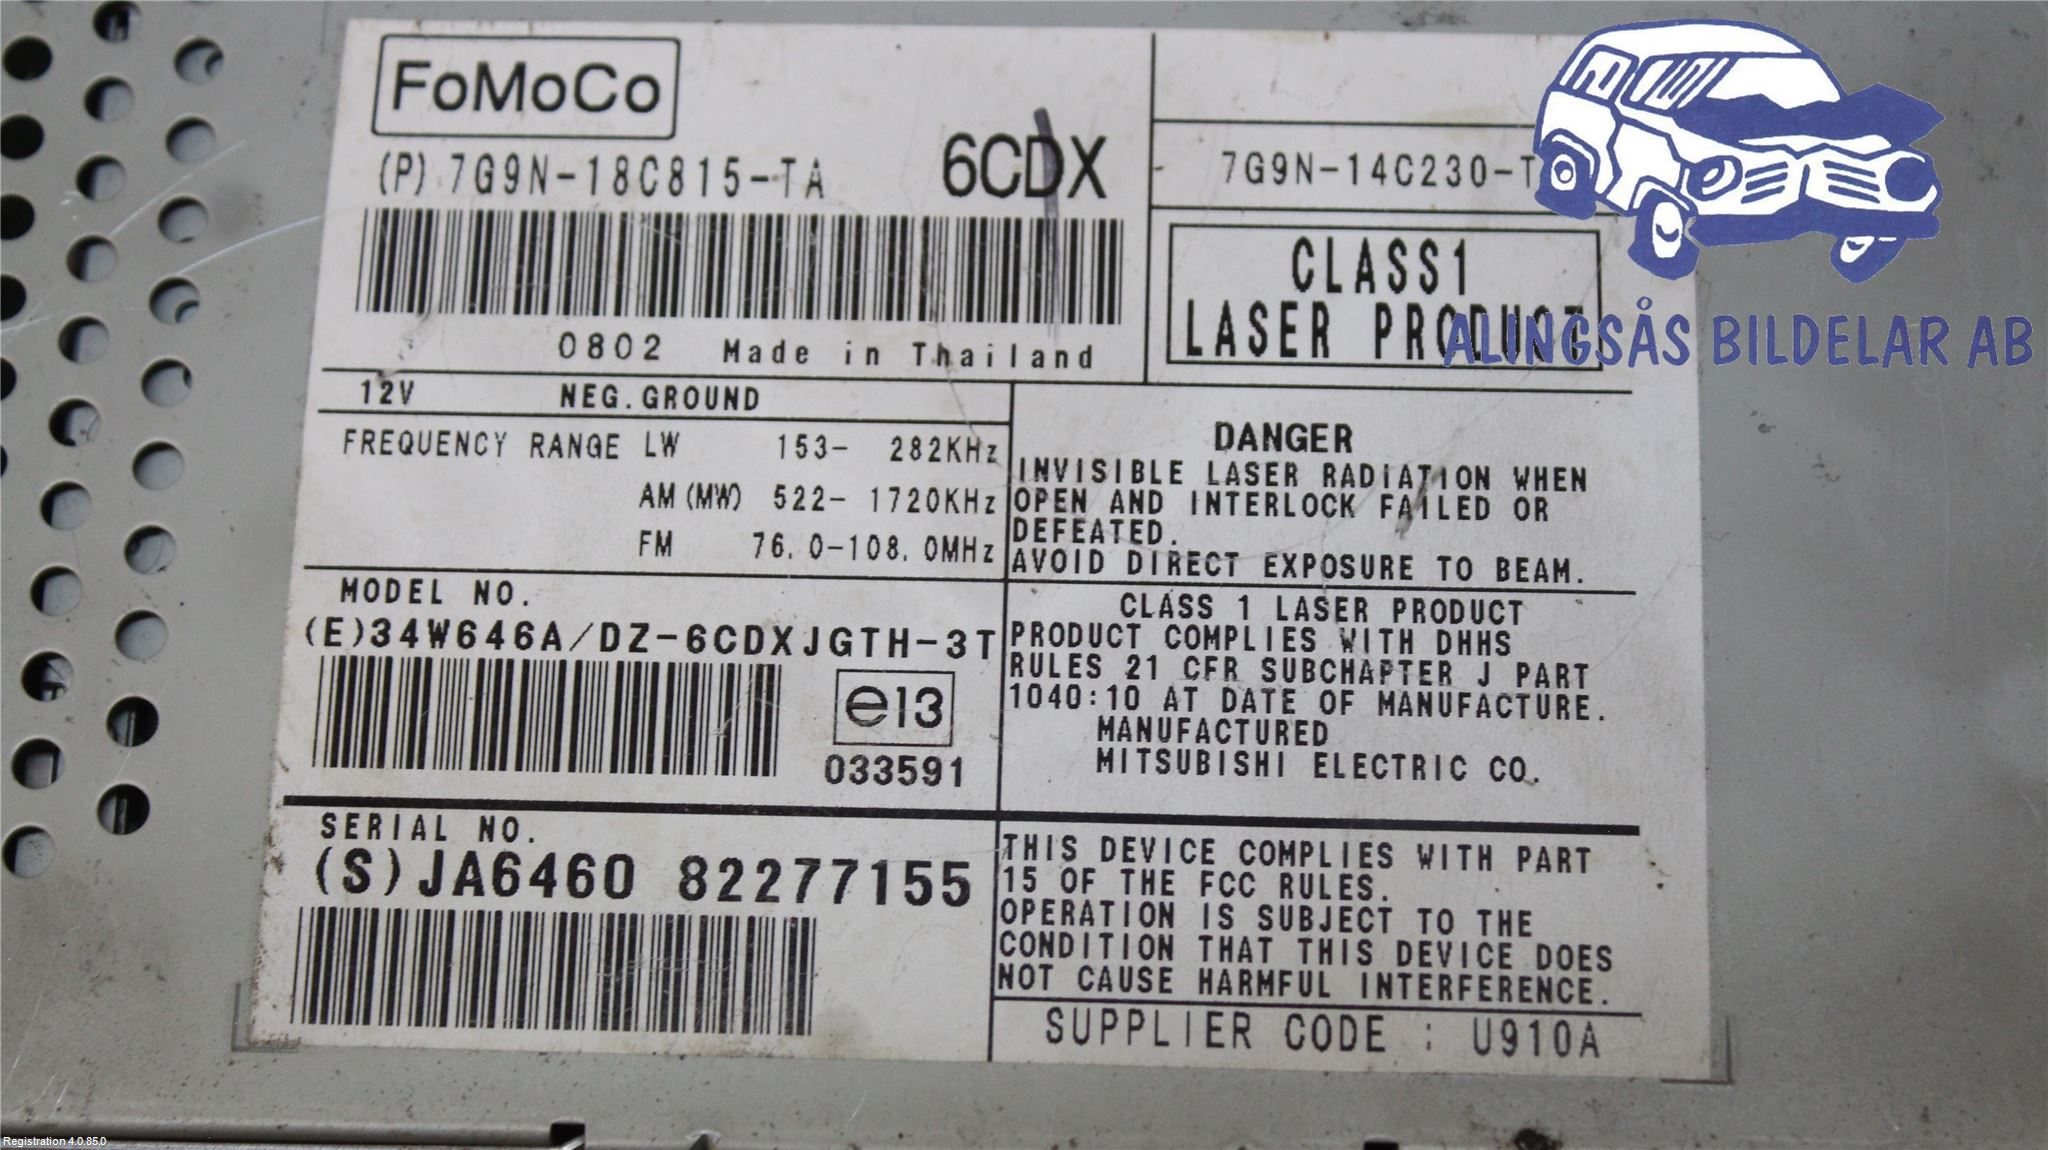 FoMoCo
(P) 7G9N-18C815-TA
6CDX
0802 Made in Thailand
7G9N-14C230-T
CLASS1
LASER PRODUCT
ALINGSÅS BILDELAR AB
12V NEG.GROUND
FREQUENCY RANGE LW 153- 282KHz
AM(MW) 522- 1720KHz
FM 76.0-108.0MHz
DANGER
INVISIBLE LASER RADIATION WHEN
OPEN AND INTERLOCK FAILED OR
DEFEATED.
AVOID DIRECT EXPOSURE TO BEAM.
MODEL NO.
(E)34W646A/DZ-6CDXJGTH-3T
e13
033591
CLASS 1 LASER PRODUCT
PRODUCT COMPLIES WITH DHHS
RULES 21 CFR SUBCHAPTER J PART
1040:10 AT DATE OF MANUFACTURE.
MANUFACTURED
MITSUBISHI ELECTRIC CO.
SERIAL NO.
(S)JA6460 82277155
THIS DEVICE COMPLIES WITH PART
15 OF THE FCC RULES.
OPERATION IS SUBJECT TO THE
CONDITION THAT THIS DEVICE DOES
NOT CAUSE HARMFUL INTERFERENCE.
SUPPLIER CODE : U910A
Registration 4.0.85.0